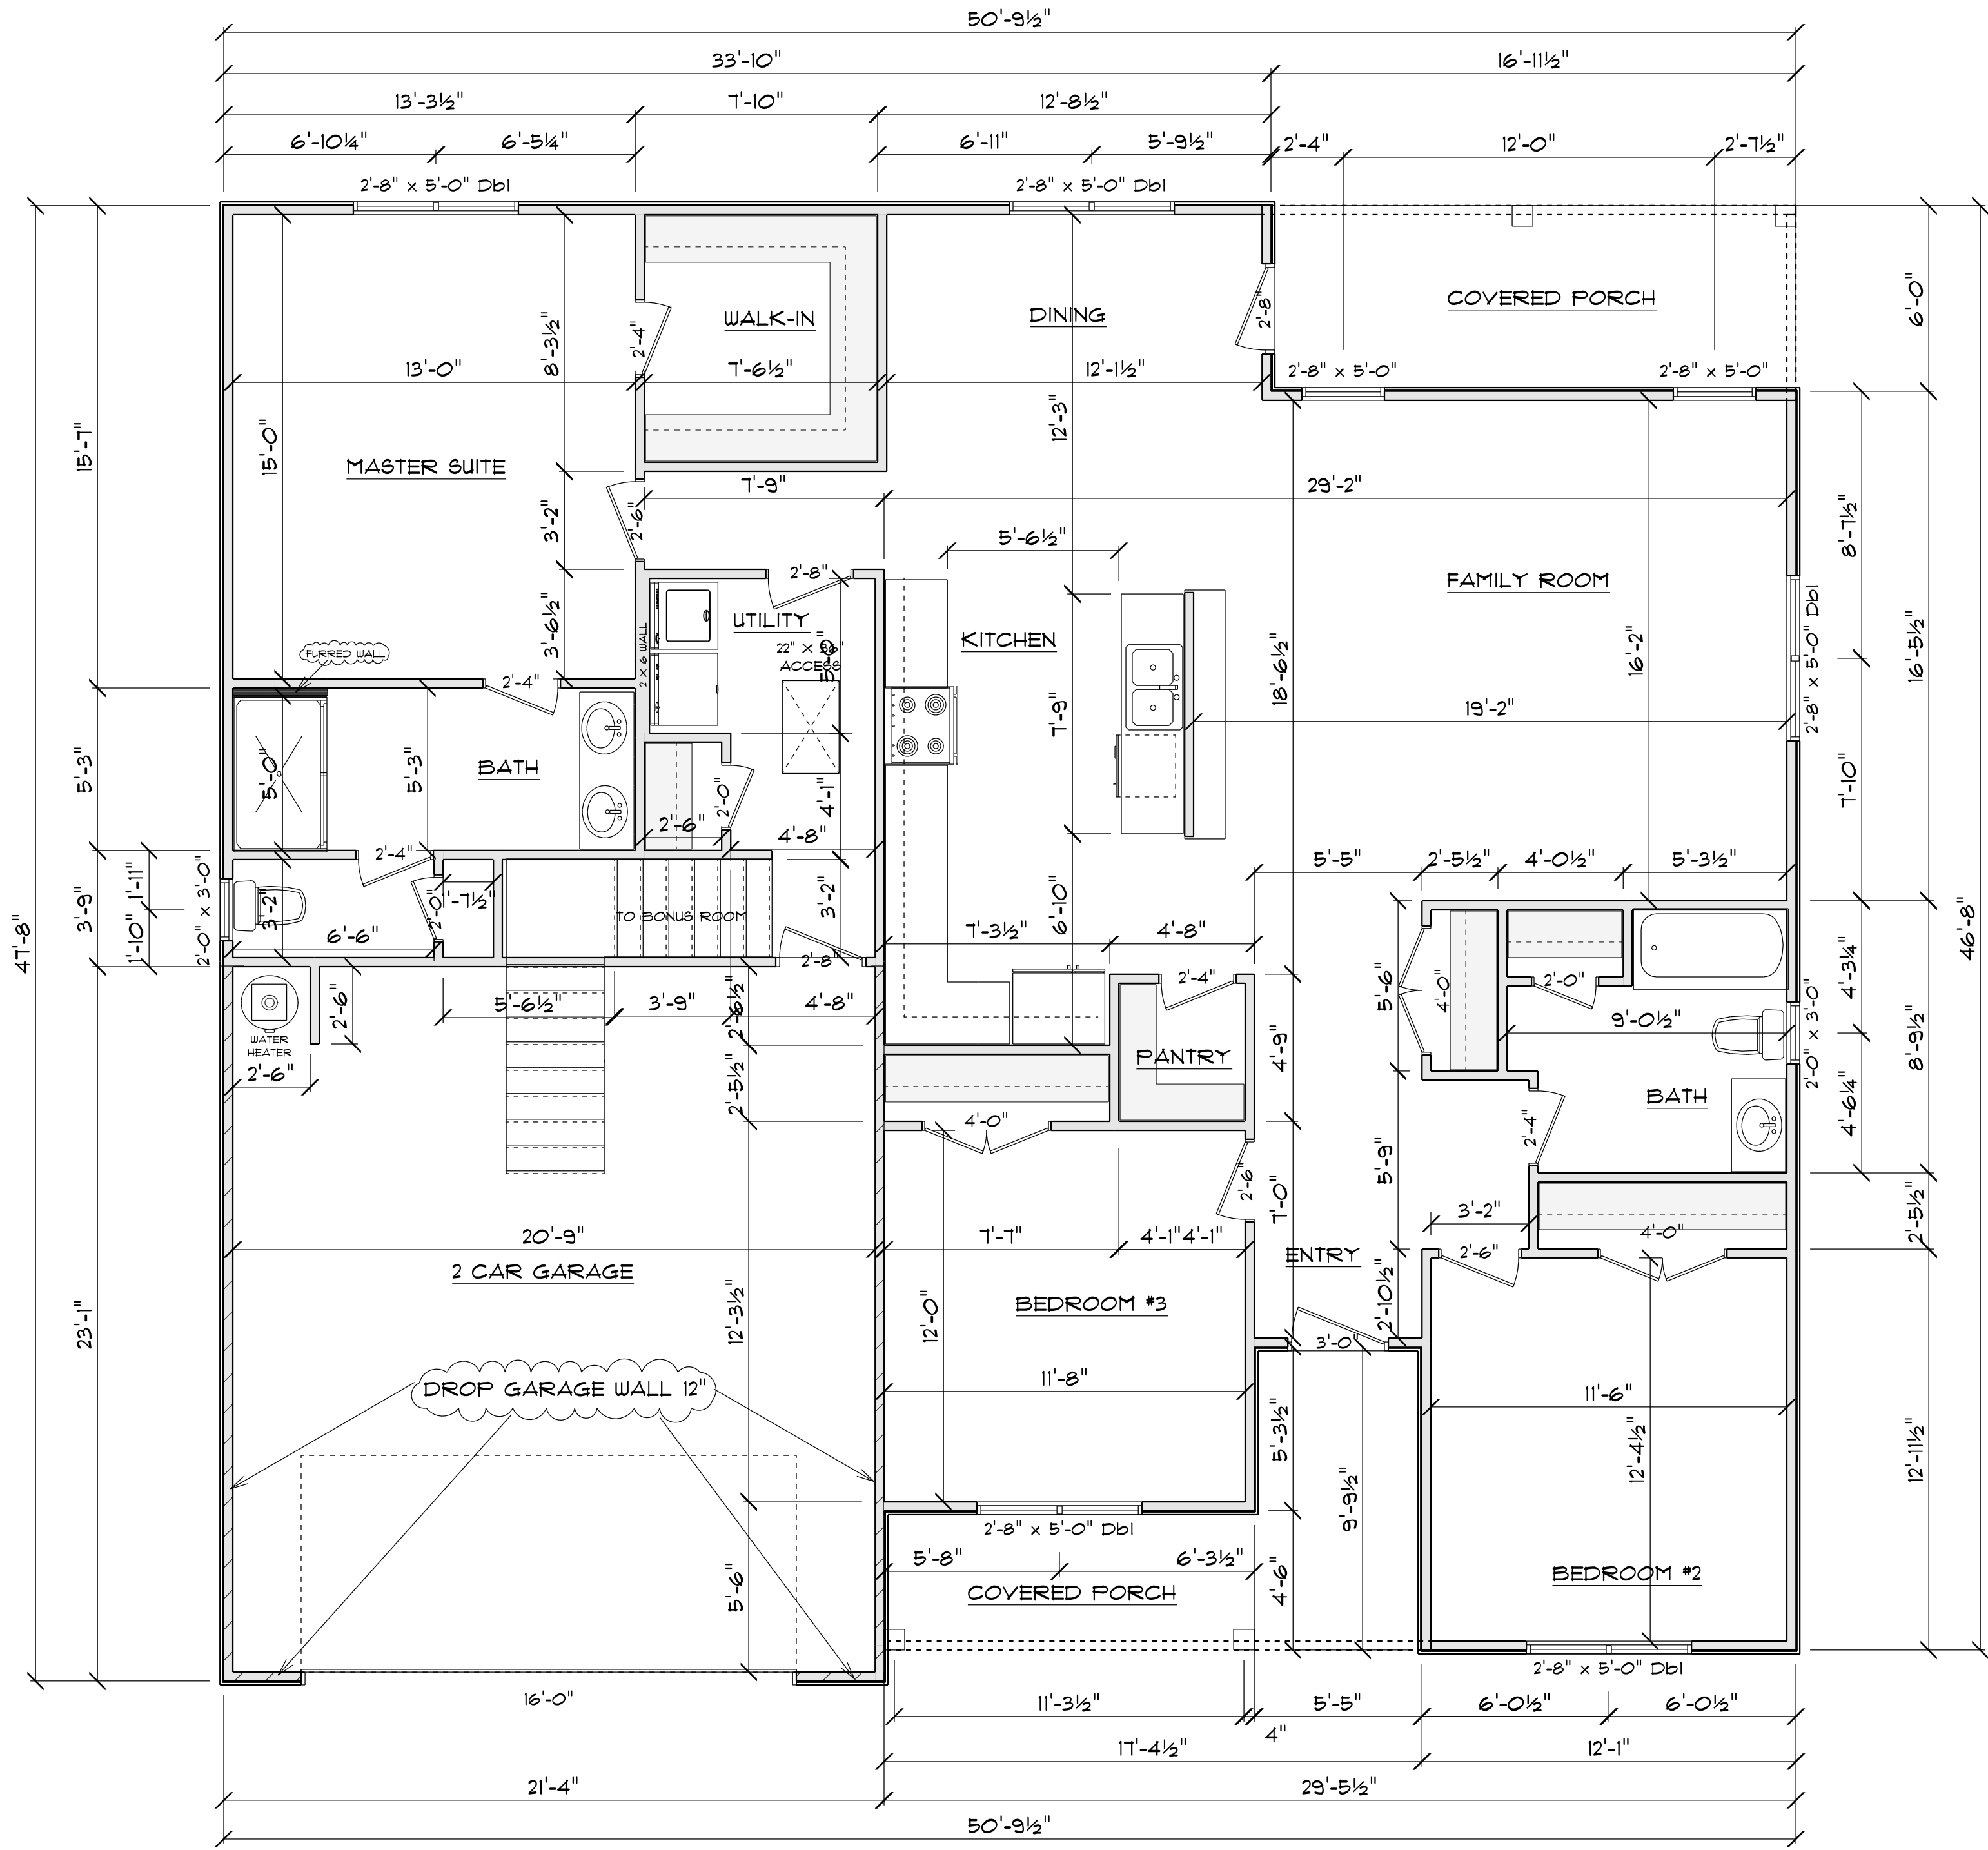 50'-9½"
33'-10" 16'-11½"
13'-3½" 7'-10" 12'-8½"
6'-10¼" 6'-5¼" 6'-11" 5'-9½" 2'-4" 12'-0" 2'-7½"
2'-8" x 5'-0" Dbl 2'-8" x 5'-0" Dbl
COVERED PORCH
6'-0"
2'-8"
WALK-IN
DINING
2'-4"
8'-3½"
13'-0" 7'-6½" 12'-1½"
2'-8" x 5'-0" 2'-8" x 5'-0"
12'-3"
15'-7"
15'-0"
MASTER SUITE
7'-9" 29'-2"
3'-2"
2'-6"
5'-6½"
8'-7½"
16'-5½"
2'-8"
FAMILY ROOM
UTILITY
KITCHEN
3'-6½"
FURRED WALL
2 x 6 WALL
22" x 36"
ACCESS
5'-0"
2'-8" x 5'-0" Dbl
18'-6½"
16'-2"
2'-4"
7'-9"
19'-2"
5'-3"
5'-0"
5'-3"
BATH
2'-0"
4'-1"
7'-10"
2'-6" 4'-8"
2'-4"
5'-5" 2'-5½" 4'-0½" 5'-3½"
47'-8"
3'-9"
1'-11"
1'-10"
2'-0" x 3'-0"
3'-2"
2'-0"
1'-7½"
TO BONUS ROOM
3'-2"
6'-10"
6'-6"
7'-3½" 4'-8"
2'-8"
46'-8"
2'-4"
5'-6"
4'-0"
2'-0"
4'-3¼"
2'-6"
5'-6½" 3'-9" 4'-8"
2'-6½"
9'-0½"
2'-0" x 3'-0"
8'-9½"
WATER
HEATER
2'-6"
2'-5½"
PANTRY
4'-9"
BATH
4'-0"
2'-4"
4'-6¼"
5'-9"
2'-6"
7'-0"
3'-2"
2'-5½"
20'-9" 7'-7" 4'-1" 4'-1"
ENTRY
2'-6"
4'-0"
2 CAR GARAGE
BEDROOM #3
23'-1"
12'-3½"
12'-0"
2'-10½"
3'-0"
DROP GARAGE WALL 12"
11'-8"
11'-6"
5'-3½"
12'-4½"
12'-11½"
9'-9½"
2'-8" x 5'-0" Dbl
5'-8" 6'-3½"
COVERED PORCH
5'-6"
4'-6"
BEDROOM #2
2'-8" x 5'-0" Dbl
16'-0"
11'-3½" 4" 5'-5" 6'-0½" 6'-0½"
17'-4½" 12'-1"
21'-4" 29'-5½"
50'-9½"